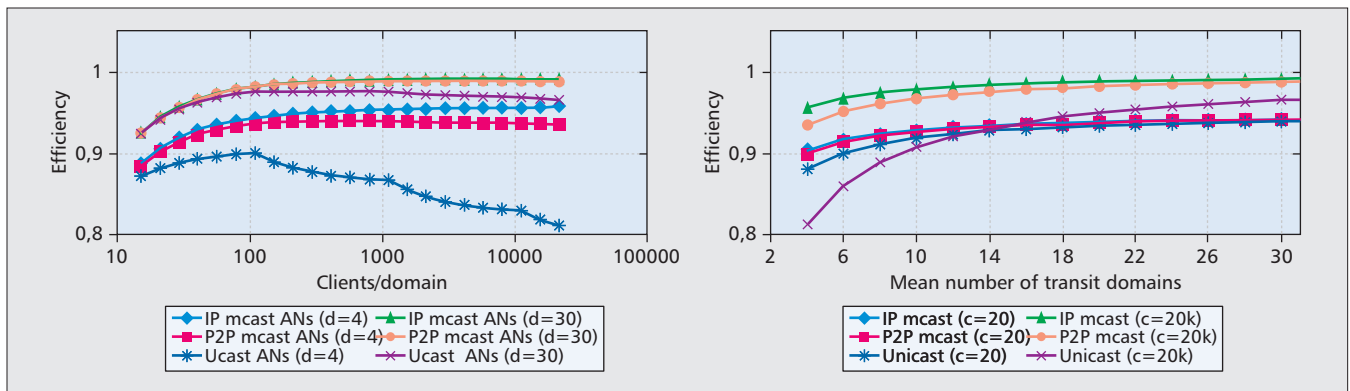 Efficiency
1
0,9
0,8
10
100
1000
10000
100000
Clients/domain
IP mcast ANs (d=4)
IP mcast ANs (d=30)
P2P mcast ANs (d=4)
P2P mcast ANs (d=30)
Ucast ANs (d=4)
Ucast ANs (d=30)
Efficiency
1
0,9
0,8
2
6
10
14
18
22
26
30
Mean number of transit domains
IP mcast (c=20)
IP mcast (c=20k)
P2P mcast (c=20)
P2P mcast (c=20k)
Unicast (c=20)
Unicast (c=20k)